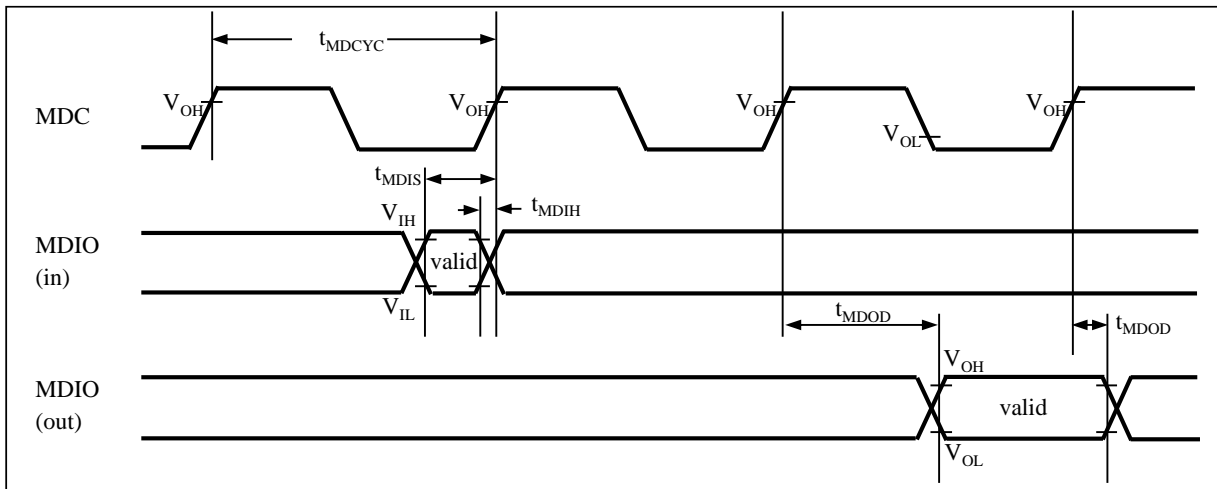 tMDCYC
MDC
VOH
VOH
VOH
VOL
VOH
tMDIS
VIH
tMDIH
MDIO
(in)
valid
VIL
tMDOD
tMDOD
MDIO
(out)
VOH
valid
VOL